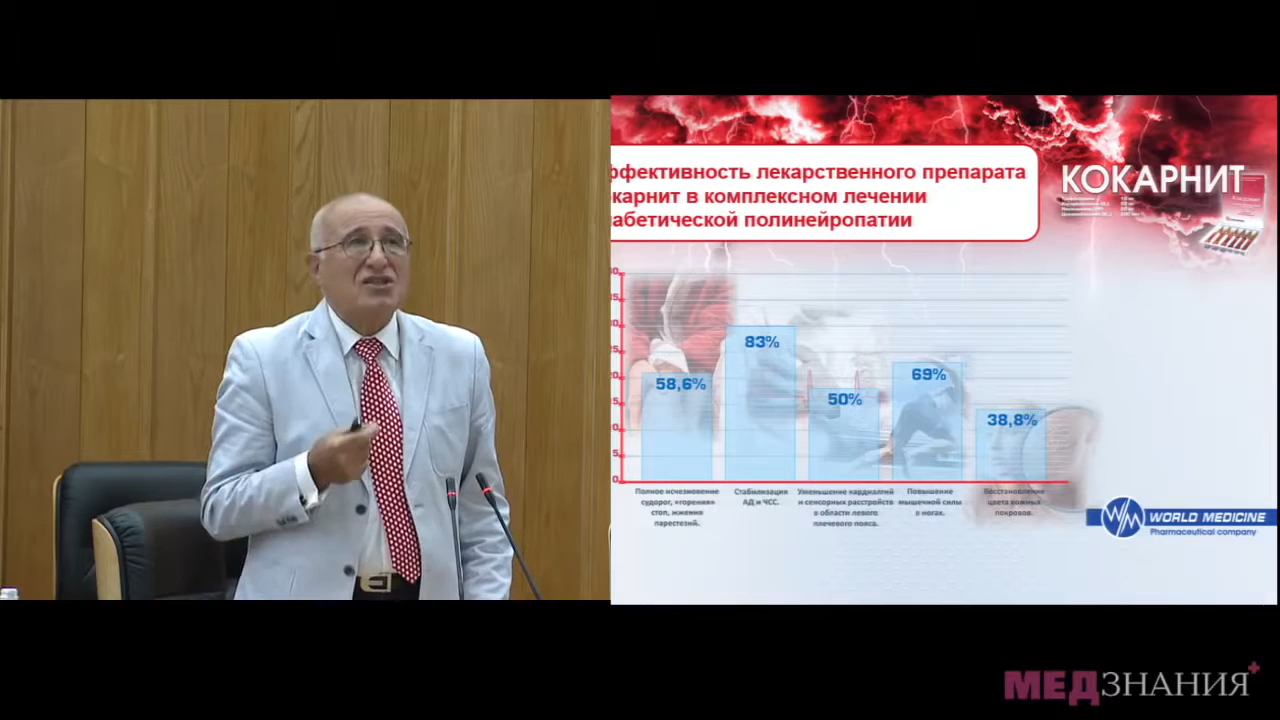 ффективность лекарственного препарата
окарнит в комплексном лечении
абетической полинейропатии
КОКАРНИТ
83%
69%
58,6%
50%
38,8%
Полное исчезновение
судорог, «горения»
стоп, жжения
парестезий.
Стабилизация
АД и ЧСС.
Уменьшение кардиалгий
и сенсорных расстройств
в области левого
плечевого пояса.
Повышение
мышечной силы
в ногах.
Восстановление
цвета кожных
покровов.
WM
WORLD MEDICINE
Pharmaceutical company
МЕДЗНАНИЯ+